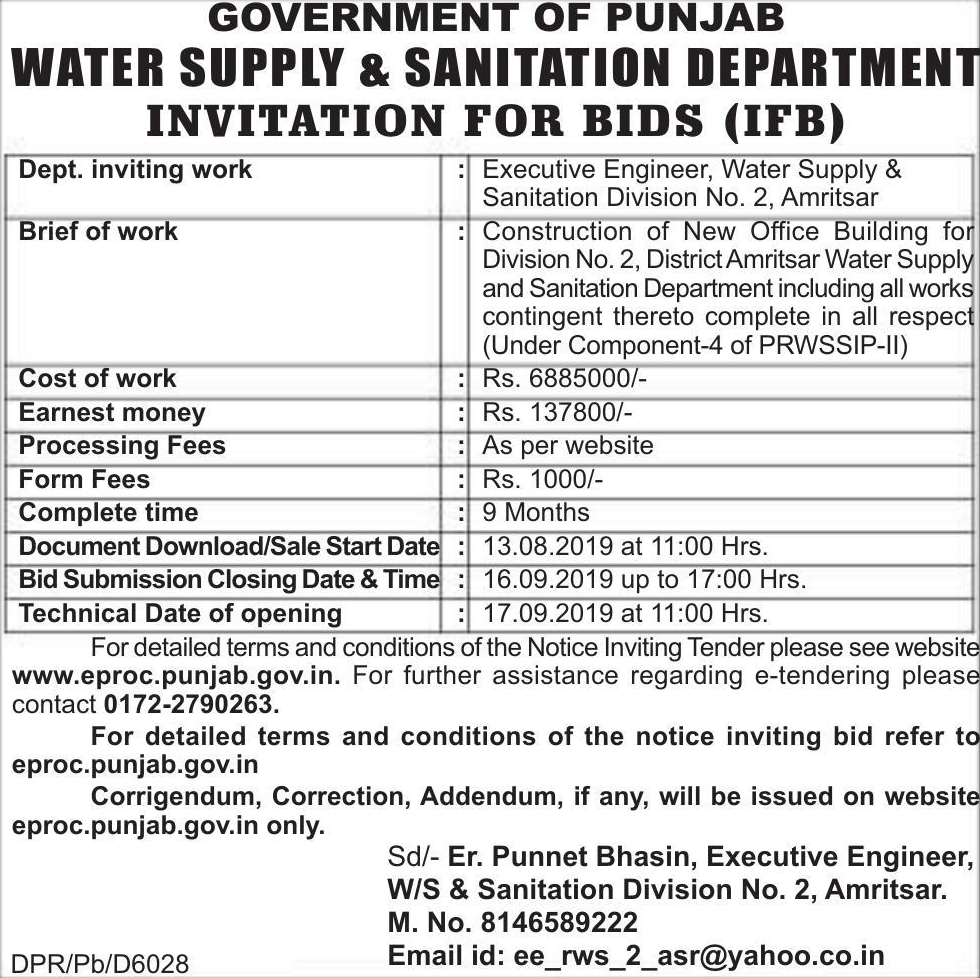 GOVERNMENT OF PUNJAB
WATER SUPPLY & SANITATION DEPARTMENT
INVITATION FOR BIDS (IFB)
Dept. inviting work : Executive Engineer, Water Supply &
Sanitation Division No. 2, Amritsar
Brief of work : Construction of New Office Building for
Division No. 2, District Amritsar Water Supply
and Sanitation Department including all works
contingent thereto complete in all respect
(Under Component-4 of PRWSSIP-II)
Cost of work : Rs. 6885000/-
Earnest money : Rs. 137800/-
Processing Fees : As per website
Form Fees : Rs. 1000/-
Complete time : 9 Months
Document Download/Sale Start Date : 13.08.2019 at 11:00 Hrs.
Bid Submission Closing Date & Time : 16.09.2019 up to 17:00 Hrs.
Technical Date of opening : 17.09.2019 at 11:00 Hrs.
For detailed terms and conditions of the Notice Inviting Tender please see website
www.eproc.punjab.gov.in. For further assistance regarding e-tendering please
contact 0172-2790263.
For detailed terms and conditions of the notice inviting bid refer to
eproc.punjab.gov.in
Corrigendum, Correction, Addendum, if any, will be issued on website
eproc.punjab.gov.in only.
Sd/- Er. Punnet Bhasin, Executive Engineer,
W/S & Sanitation Division No. 2, Amritsar.
M. No. 8146589222
Email id: ee_rws_2_asr@yahoo.co.in
DPR/Pb/D6028